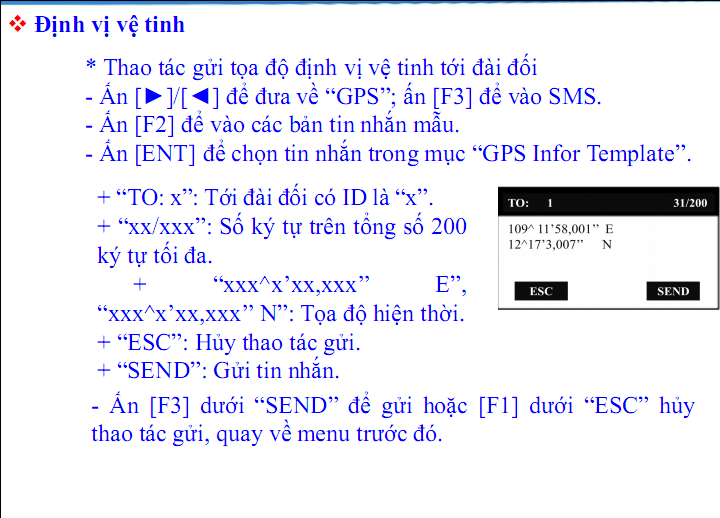 ❖ Định vị vệ tinh
* Thao tác gửi tọa độ định vị vệ tinh tới đài đối
- Ấn [►]/[◄] để đưa về “GPS”; ấn [F3] để vào SMS.
- Ấn [F2] để vào các bản tin nhắn mẫu.
- Ấn [ENT] để chọn tin nhắn trong mục “GPS Infor Template”.
+ “TO: x”: Tới đài đối có ID là “x”.
+ “xx/xxx”: Số ký tự trên tổng số 200
ký tự tối đa.
+ “xxx^x’xx,xxx’’ E”,
“xxx^x’xx,xxx’’ N”: Tọa độ hiện thời.
+ “ESC”: Hủy thao tác gửi.
+ “SEND”: Gửi tin nhắn.
TO: 1 31/200
109^ 11’58,001’’ E
12^17’3,007’’ N
ESC SEND
- Ấn [F3] dưới “SEND” để gửi hoặc [F1] dưới “ESC” hủy
thao tác gửi, quay về menu trước đó.